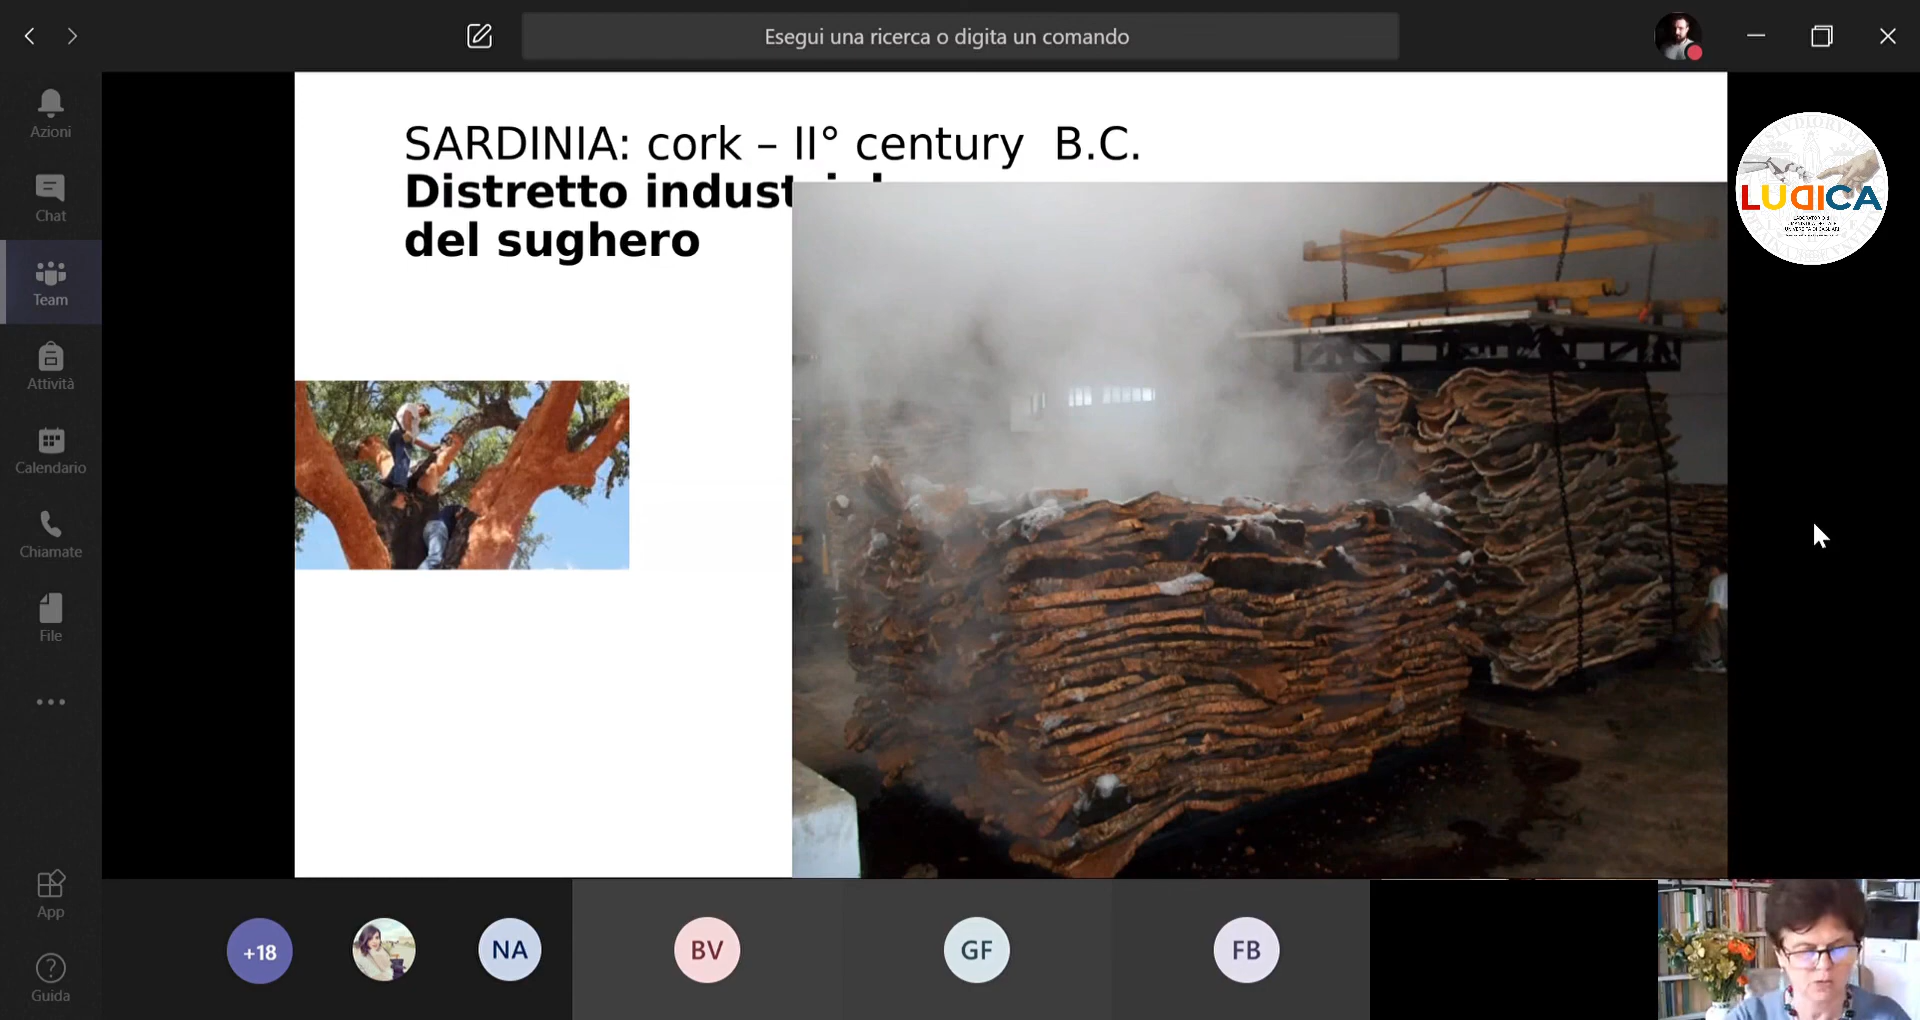 Esegui una ricerca o digita un comando
Azioni
Chat
Team
Attività
Calendario
Chiamate
File
App
Guida
SARDINIA: cork – II° century B.C.
Distretto
del sughero
LUDICA
+18
NA
BV
GF
FB